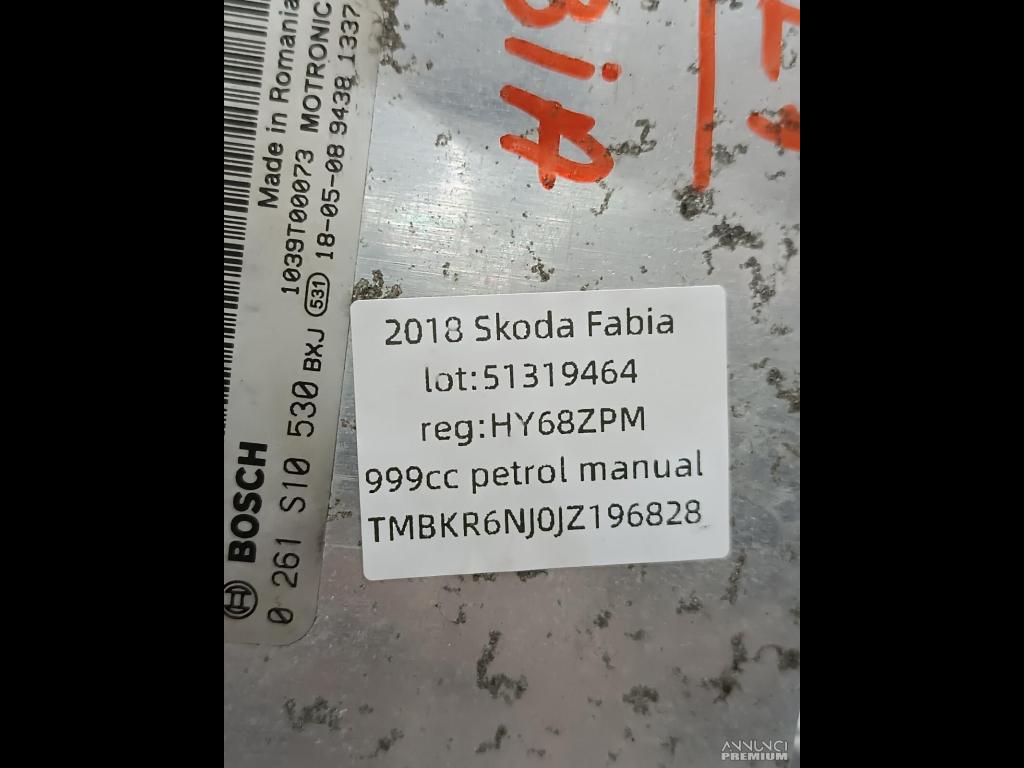 Made in Romania
1039T00073 MOTRONIC
531 18-05-08 9438 1337
BOSCH
0 261 S10 530 BXJ
BiA
2018 Skoda Fabia
lot:51319464
reg:HY68ZPM
999cc petrol manual
TMBKR6NJ0JZ196828
ANNUNCI
PREMIUM